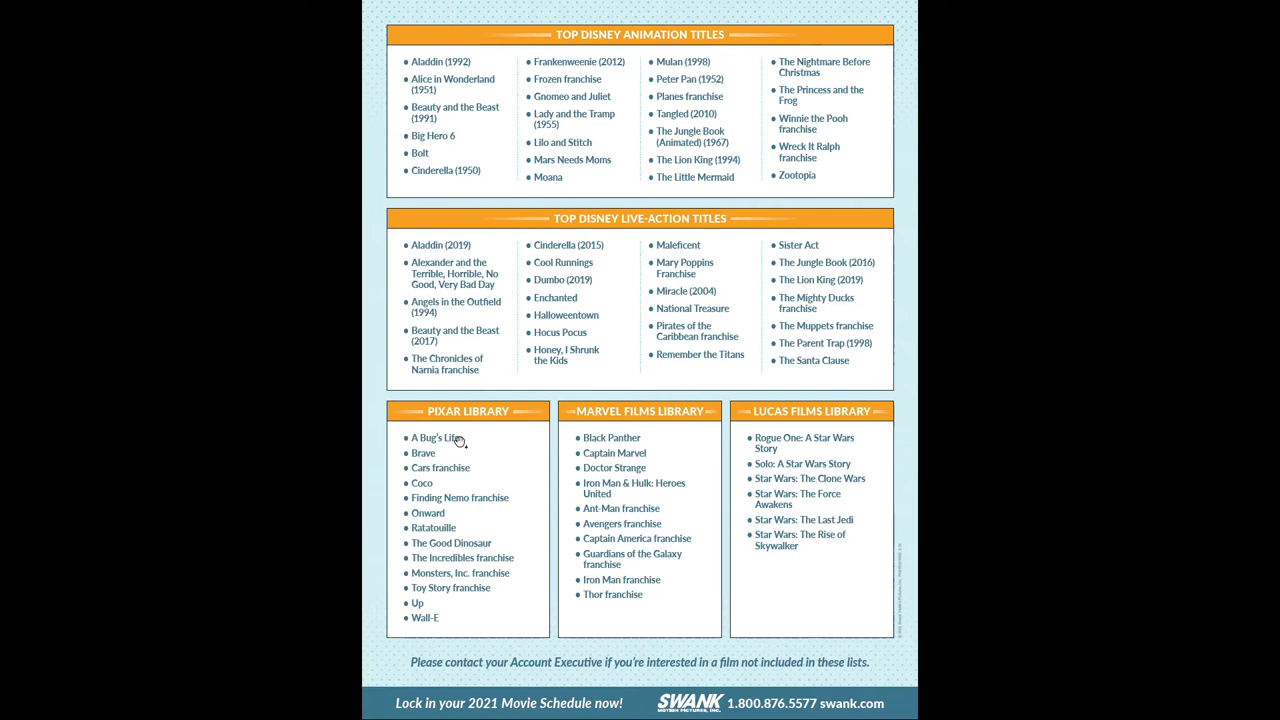 TOP DISNEY ANIMATION TITLES
• Aladdin (1992)
• Alice in Wonderland
(1951)
• Beauty and the Beast
(1991)
• Big Hero 6
• Bolt
• Cinderella (1950)
• Frankenweenie (2012)
• Frozen franchise
• Gnomeo and Juliet
• Lady and the Tramp
(1955)
• Lilo and Stitch
• Mars Needs Moms
• Moana
• Mulan (1998)
• Peter Pan (1952)
• Planes franchise
• Tangled (2010)
• The Jungle Book
(Animated) (1967)
• The Lion King (1994)
• The Little Mermaid
• The Nightmare Before
Christmas
• The Princess and the
Frog
• Winnie the Pooh
franchise
• Wreck It Ralph
franchise
• Zootopia
TOP DISNEY LIVE-ACTION TITLES
• Aladdin (2019)
• Alexander and the
Terrible, Horrible, No
Good, Very Bad Day
• Angels in the Outfield
(1994)
• Beauty and the Beast
(2017)
• The Chronicles of
Narnia franchise
• Cinderella (2015)
• Cool Runnings
• Dumbo (2019)
• Enchanted
• Halloweentown
• Hocus Pocus
• Honey, I Shrunk
the Kids
• Maleficent
• Mary Poppins
Franchise
• Miracle (2004)
• National Treasure
• Pirates of the
Caribbean franchise
• Remember the Titans
• Sister Act
• The Jungle Book (2016)
• The Lion King (2019)
• The Mighty Ducks
franchise
• The Muppets franchise
• The Parent Trap (1998)
• The Santa Clause
PIXAR LIBRARY
• A Bug's Life
• Brave
• Cars franchise
• Coco
• Finding Nemo franchise
• Onward
• Ratatouille
• The Good Dinosaur
• The Incredibles franchise
• Monsters, Inc. franchise
• Toy Story franchise
• Up
• Wall-E
MARVEL FILMS LIBRARY
• Black Panther
• Captain Marvel
• Doctor Strange
• Iron Man & Hulk: Heroes
United
• Ant-Man franchise
• Avengers franchise
• Captain America franchise
• Guardians of the Galaxy
franchise
• Iron Man franchise
• Thor franchise
LUCAS FILMS LIBRARY
• Rogue One: A Star Wars
Story
• Solo: A Star Wars Story
• Star Wars: The Clone Wars
• Star Wars: The Force
Awakens
• Star Wars: The Last Jedi
• Star Wars: The Rise of
Skywalker
Please contact your Account Executive if you're interested in a film not included in these lists.
Lock in your 2021 Movie Schedule now!
SWANK
MOTION PICTURES, INC.
1.800.876.5577 swank.com